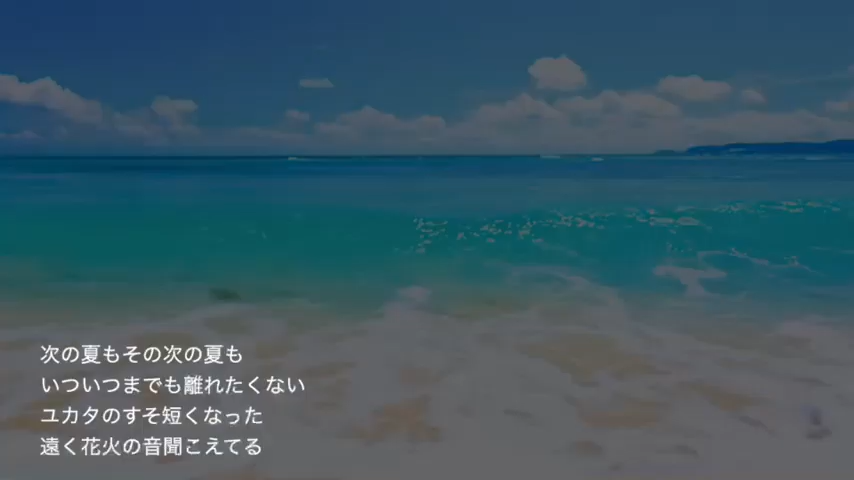 次の夏もその次の夏も
いついつまでも離れたくない
ユカタのすそ短くなった
遠く花火の音聞こえてる